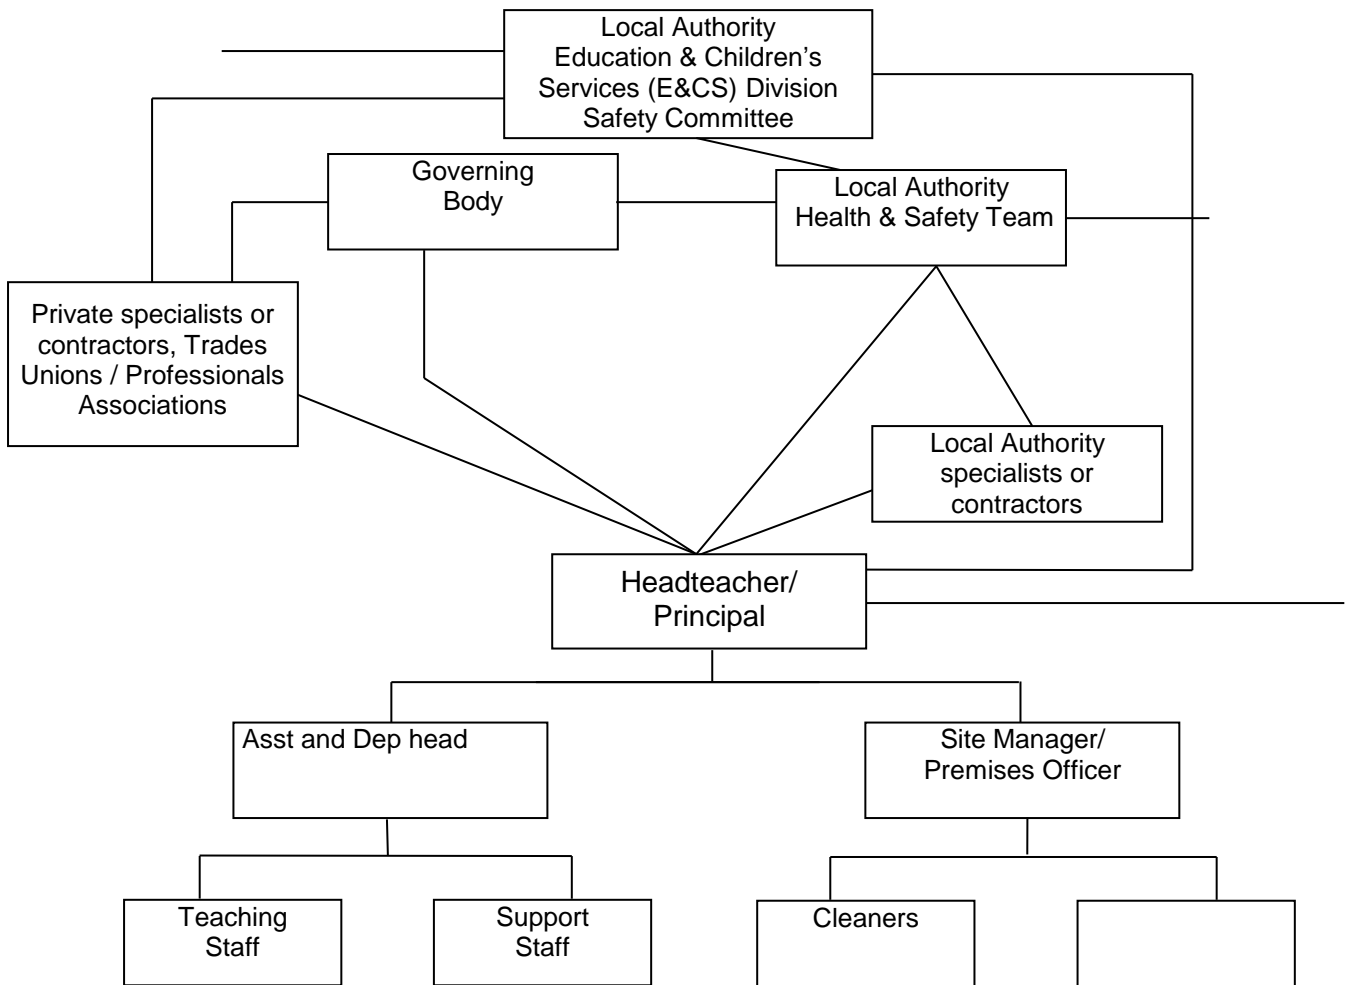 Local Authority
Education & Children’s
Services (E&CS) Division
Safety Committee
Governing
Body
Local Authority
Health & Safety Team
Private specialists or
contractors, Trades
Unions / Professionals
Associations
Local Authority
specialists or
contractors
Headteacher/
Principal
Asst and Dep head
Site Manager/
Premises Officer
Teaching
Staff
Support
Staff
Cleaners